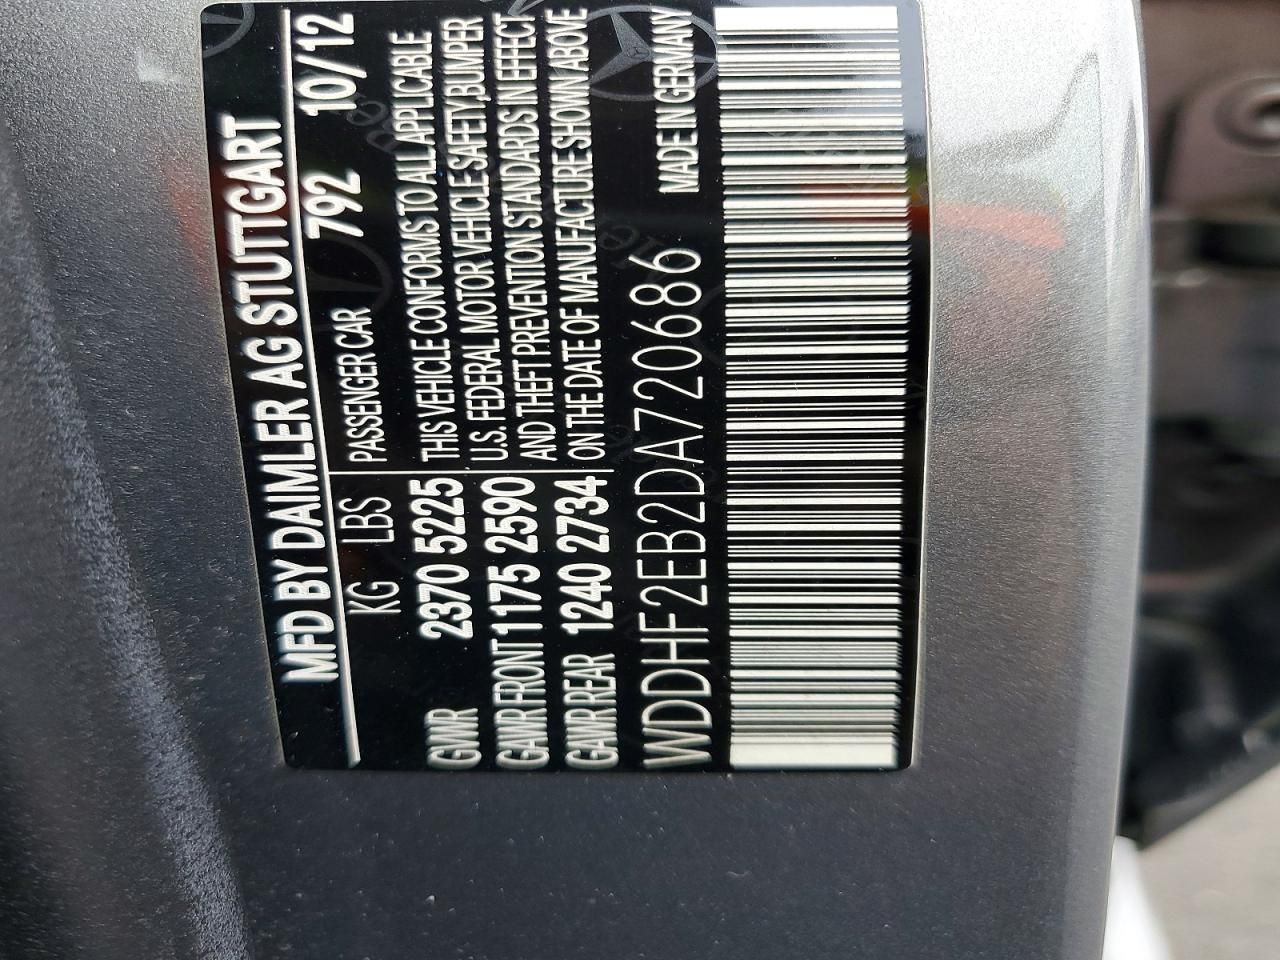 MFD BY DAIMLER AG STUTTGART
KG LBS PASSENGER CAR 792 10/12
GVWR 2370 5225 THIS VEHICLE CONFORMS TO ALL APPLICABLE
GAWR FRONT 1175 2590 U.S. FEDERAL MOTOR VEHICLE SAFETY,BUMPER
AND THEFT PREVENTION STANDARDS IN EFFECT
GAWR REAR 1240 2734 ON THE DATE OF MANUFACTURE SHOWN ABOVE
WDDHF2EB2DA720686 MADE IN GERMANY